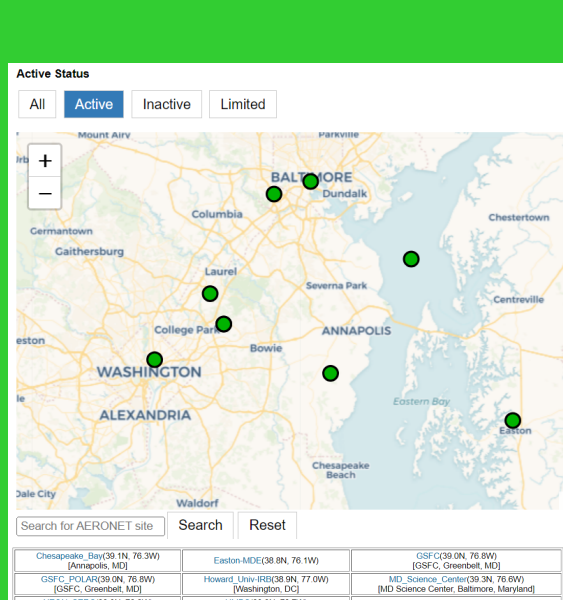 Active Status
All Active Inactive Limited
Mount Airy
Parkville
+
−
BALTIMORE
Dundalk
Columbia
Chestertown
Germantown
Gaithersburg
Laurel
Severna Park
Centreville
College Park
ANNAPOLIS
eston
Bowie
WASHINGTON
le
Eastern Bay
ALEXANDRIA
Easton
Chesapeake
Beach
Dale City
Waldorf
Search for AERONET site Search Reset
Chesapeake_Bay(39.1N, 76.3W)
[Annapolis, MD]
Easton-MDE(38.8N, 76.1W)
GSFC(39.0N, 76.8W)
[GSFC, Greenbelt, MD]
GSFC_POLAR(39.0N, 76.8W)
[GSFC, Greenbelt, MD]
Howard_Univ-IRB(38.9N, 77.0W)
[Washington, DC]
MD_Science_Center(39.3N, 76.6W)
[MD Science Center, Baltimore, Maryland]